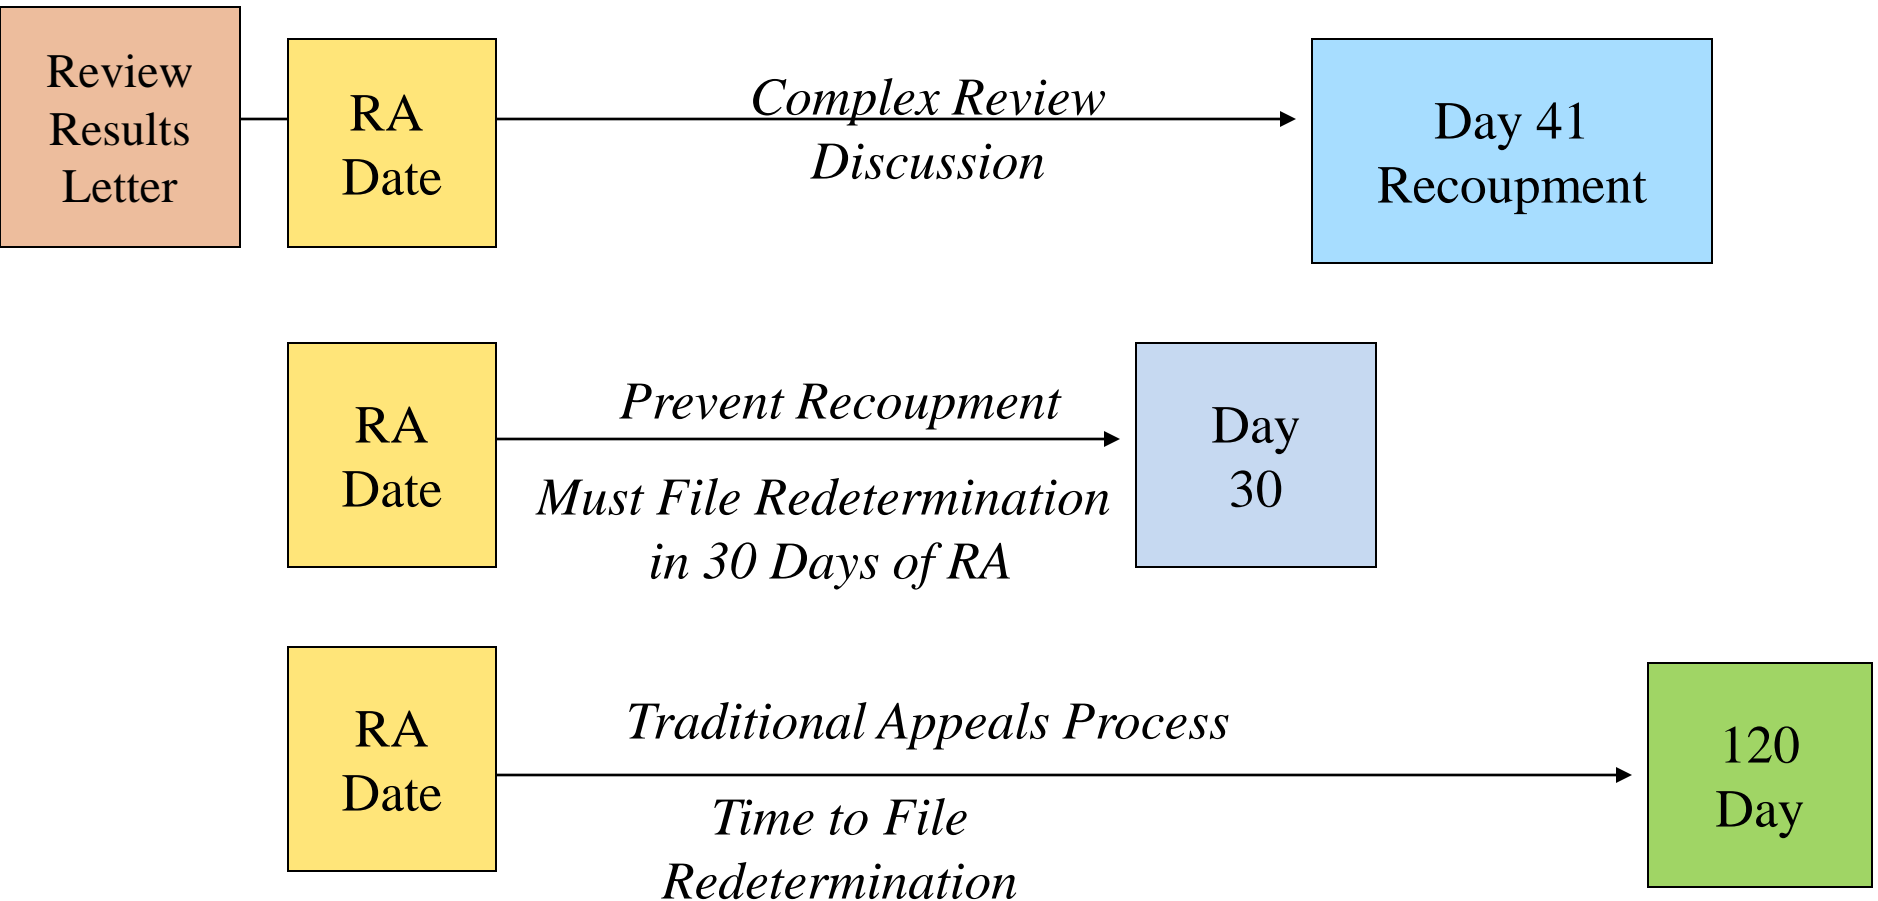 Review
Results
Letter
RA
Date
Complex Review
Discussion
Day 41
Recoupment
RA
Date
Prevent Recoupment
Must File Redetermination
in 30 Days of RA
Day
30
RA
Date
Traditional Appeals Process
Time to File
Redetermination
120
Day